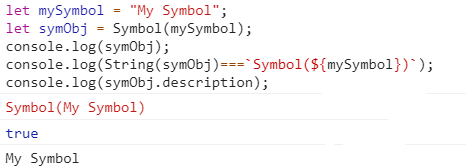 let mySymbol = "My Symbol";
let symObj = Symbol(mySymbol);
console.log(symObj);
console.log(String(symObj)===`Symbol(${mySymbol})`);
console.log(symObj.description);
Symbol(My Symbol)
true
My Symbol